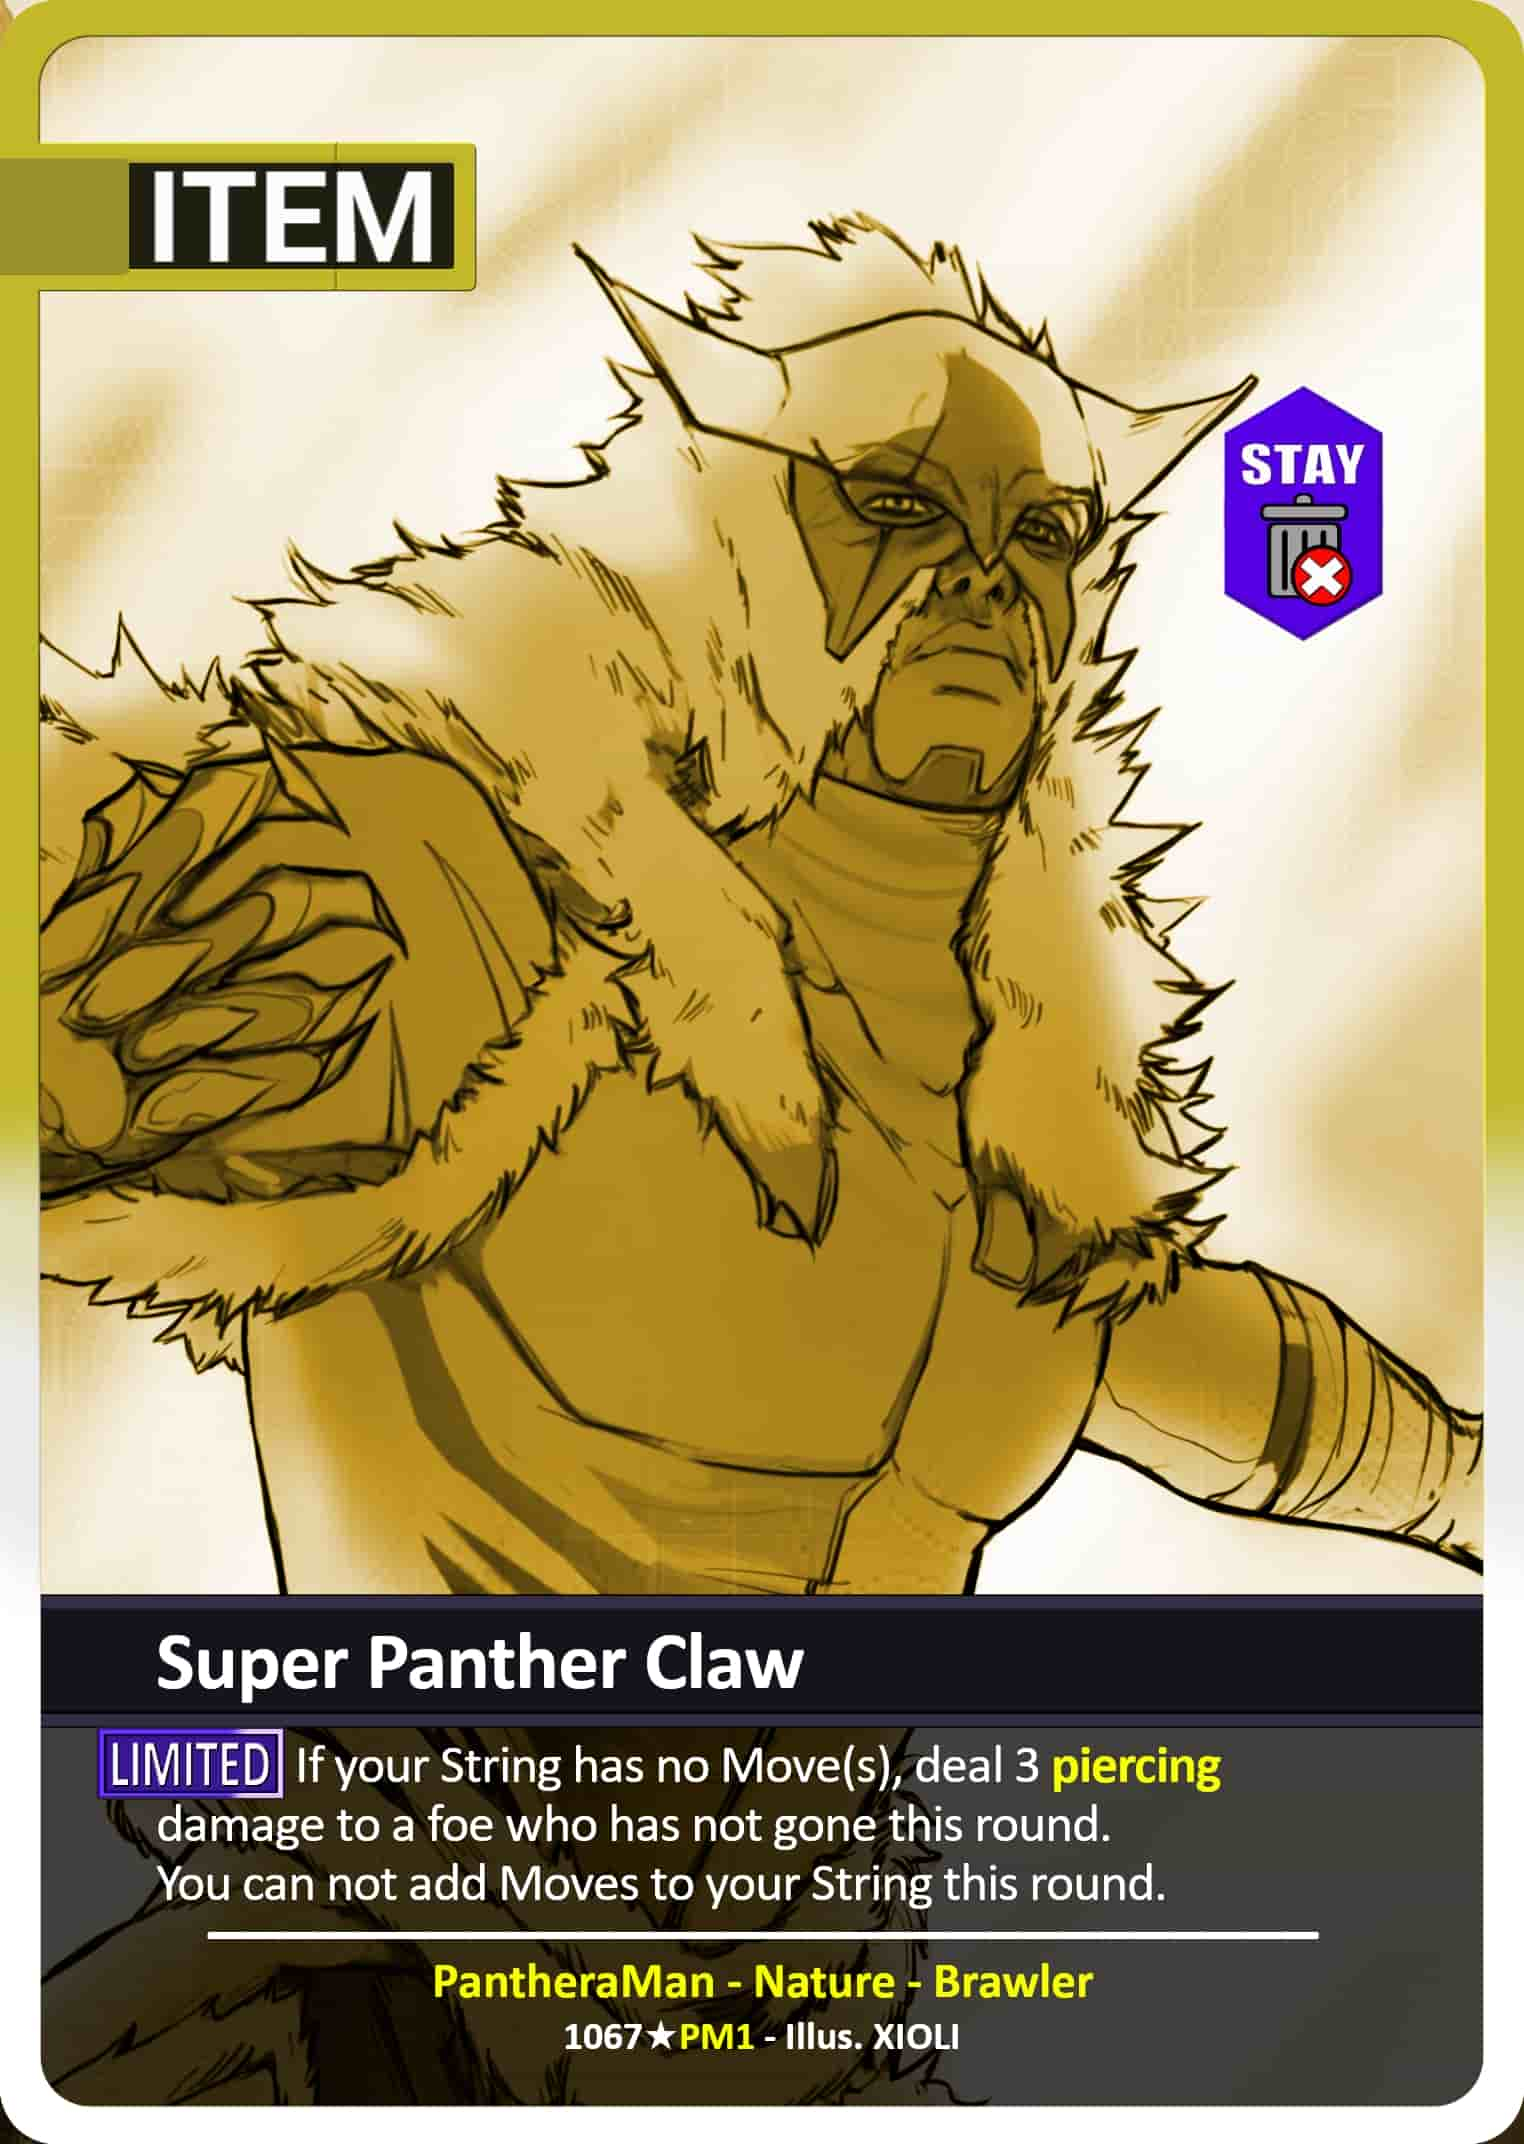 ITEM
STAY
Super Panther Claw
LIMITED If your String has no Move(s), deal 3 piercing
damage to a foe who has not gone this round.
You can not add Moves to your String this round.
PantheraMan - Nature - Brawler
1067★PM1 - Illus. XIOLI